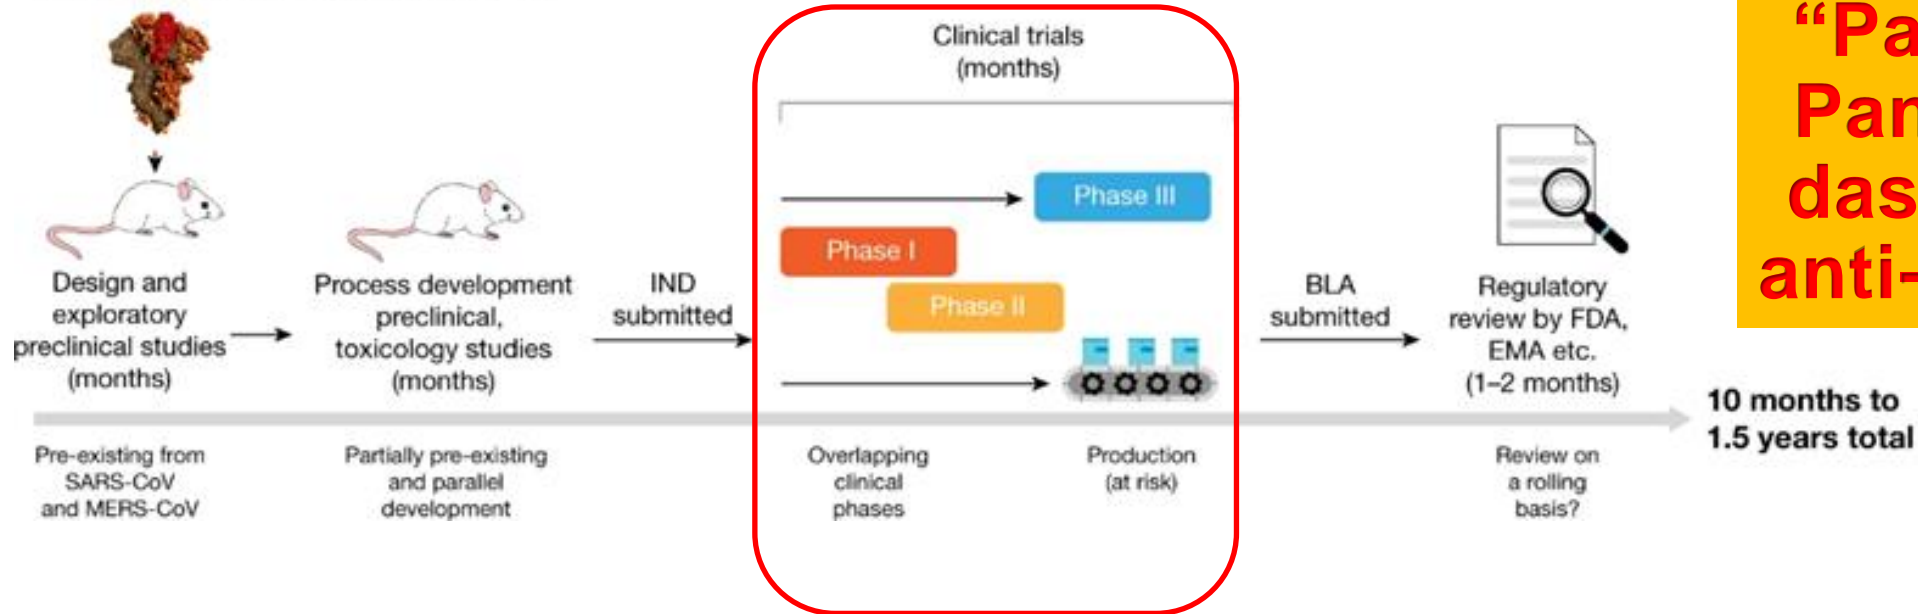 Clinical trials
(months)
Phase III
Phase I
Phase II
Design and
exploratory
preclinical studies
(months)
Process development
preclinical,
toxicology studies
(months)
IND
submitted
BLA
submitted
Regulatory
review by FDA,
EMA etc.
(1–2 months)
Pre-existing from
SARS-CoV
and MERS-CoV
Partially pre-existing
and parallel
development
Overlapping
clinical
phases
Production
(at risk)
Review on
a rolling
basis?
10 months to
1.5 years total
das
anti-